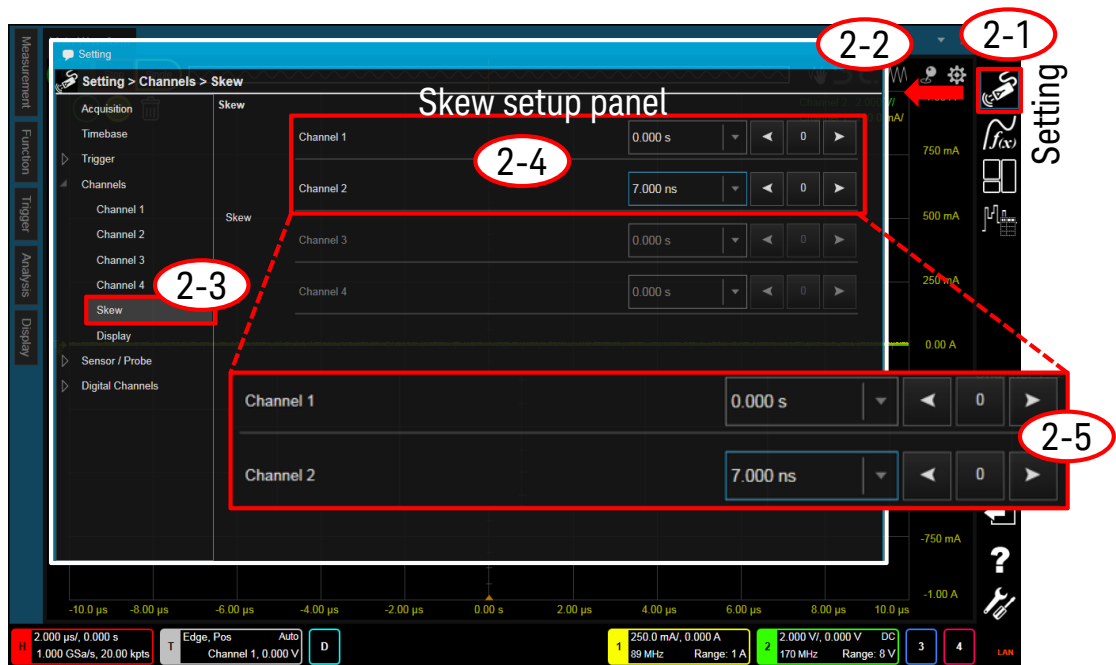 2-1
2-2
Setting
Measurement
Function
Trigger
Analysis
Display
Setting
Setting > Channels > Skew
Skew setup panel
Acquisition
Timebase
Trigger
Channels
Channel 1
Channel 2
Channel 3
Channel 4
Skew
Display
Sensor / Probe
Digital Channels
2-3
Skew
Skew
Channel 1 0.000 s 0
2-4
Channel 2 7.000 ns 0
Channel 3 0.000 s 0
Channel 4 0.000 s 0
f(x)
750 mA
500 mA
250 mA
0.00 A
-750 mA
-1.00 A
Channel 1 0.000 s 0
2-5
Channel 2 7.000 ns 0
?
-10.0 µs -8.00 µs -6.00 µs -4.00 µs -2.00 µs 0.00 s 2.00 µs 4.00 µs 6.00 µs 8.00 µs 10.0 µs
H 2.000 µs/, 0.000 s
1.000 GSa/s, 20.00 kpts
T Edge, Pos Auto
Channel 1, 0.000 V
D
1 250.0 mA/, 0.000 A
89 MHz Range: 1 A
2 2.000 V/, 0.000 V DC
170 MHz Range: 8 V
3
4
LAN